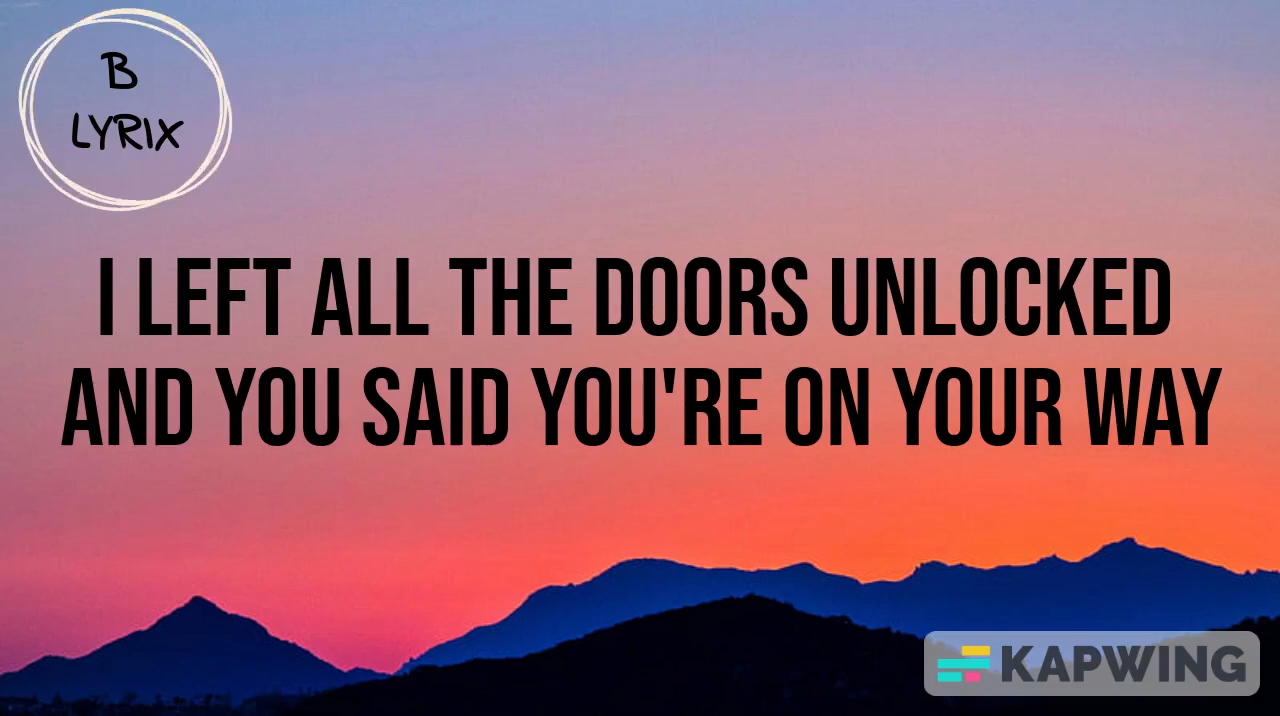 B
LYRIX
I LEFT ALL THE DOORS UNLOCKED
AND YOU SAID YOU'RE ON YOUR WAY
KAPWING